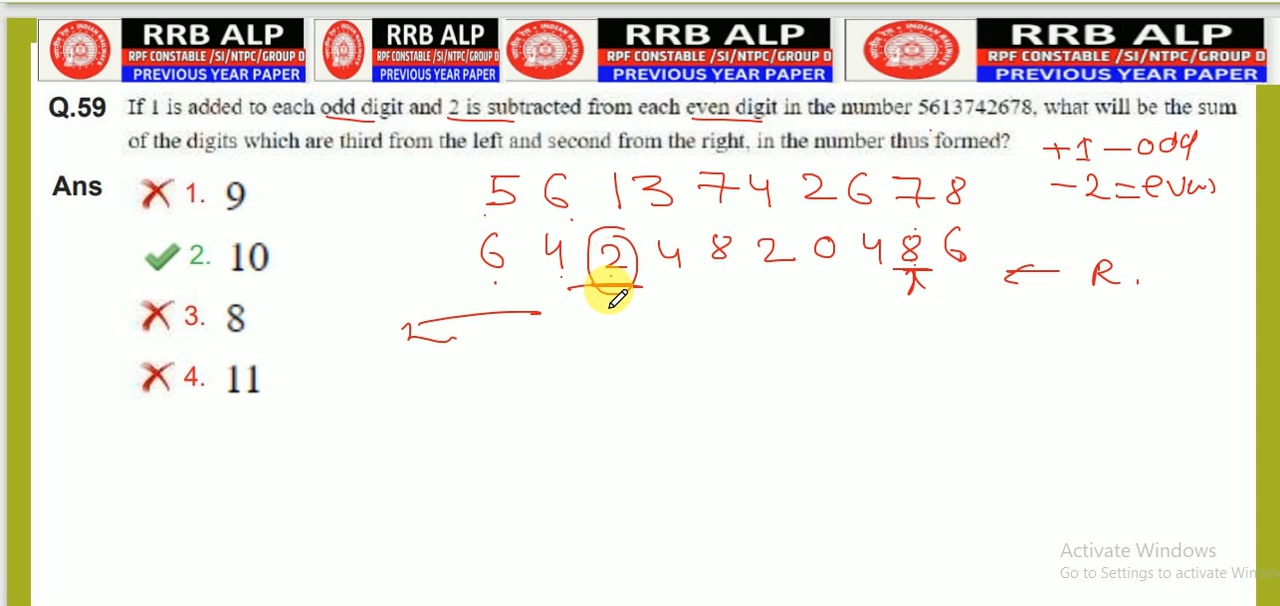 RRB ALP RRB ALP RRB ALP RRB ALP
RPF CONSTABLE /SI/NTPC/GROUP D RPF CONSTABLE /SI/NTPC/GROUP D RPF CONSTABLE /SI/NTPC/GROUP D RPF CONSTABLE /SI/NTPC/GROUP D
PREVIOUS YEAR PAPER PREVIOUS YEAR PAPER PREVIOUS YEAR PAPER PREVIOUS YEAR PAPER
Q.59 If 1 is added to each odd digit and 2 is subtracted from each even digit in the number 5613742678, what will be the sum
of the digits which are third from the left and second from the right, in the number thus formed?
+1 - odd
Ans 1. 9
5 6 1 3 7 4 2 6 7 8
-2 = even
2. 10
6 4 2 4 8 2 0 4 8 6
← R.
3. 8
4. 11
Activate Windows
Go to Settings to activate Win